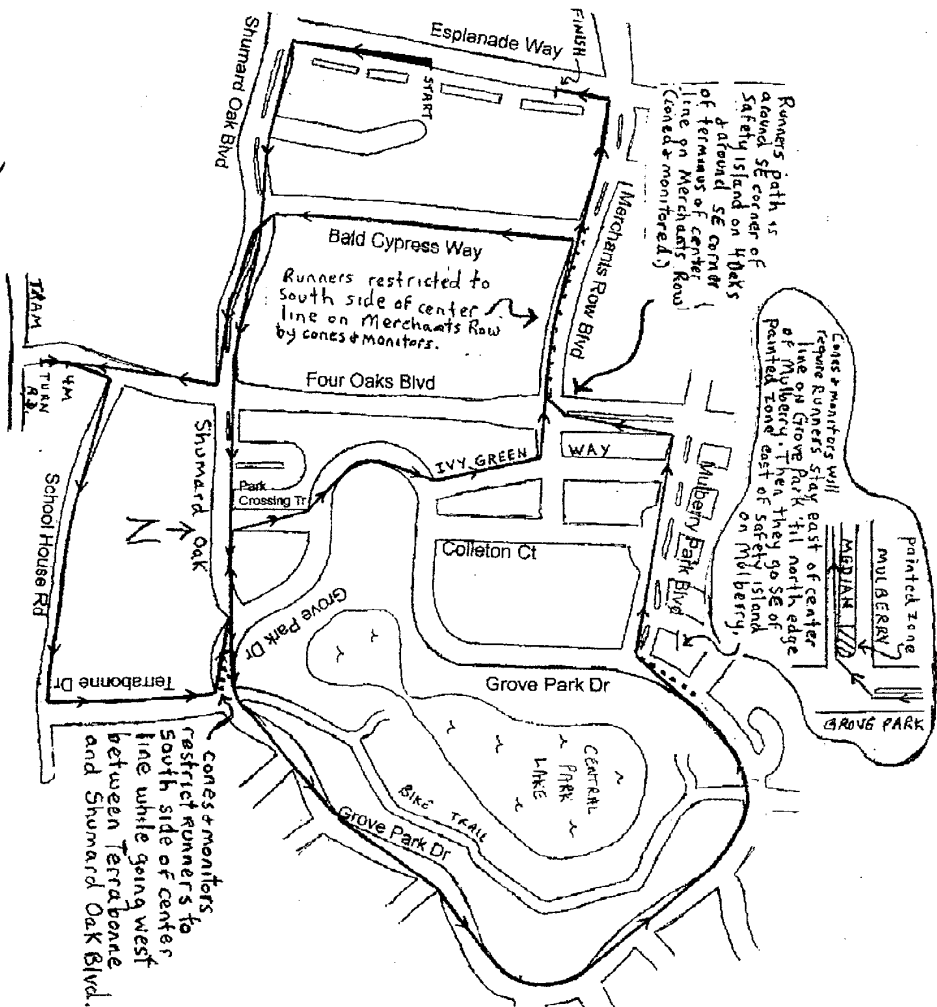 FINISH
Esplanade Way
Shumard Oak Blvd
START
Runners path is
around SE corner of
safety island on 4 Oaks
& around SE corner
of terminus of center
line on Merchants Row
(coned & monitored.)
Merchants Row Blvd
Bald Cypress Way
Runners restricted to
South side of center
line on Merchants Row
by cones & monitors.
Four Oaks Blvd
TRAM
4M
TURN
RD.
Shumard Oak
Park
Crossing Tr
IVY GREEN
WAY
Mulberry Park Blvd
Cones & monitors will
require Runners stay east of center
line on Grove Park 'til north edge
of Mulberry. Then they go SE of
painted zone east of safety island
on Mulberry.
painted zone
MULBERRY
MEDIAN
GROVE PARK
N
Colleton Ct
School House Rd
Grove Park Dr
Grove Park Dr
Terrabonne Dr
CENTRAL
PARK
LAKE
BIKE TRAIL
Grove Park Dr
cones & monitors
restrict runners to
south side of center
line while going west
between Terrabonne
and Shumard Oak Blvd.